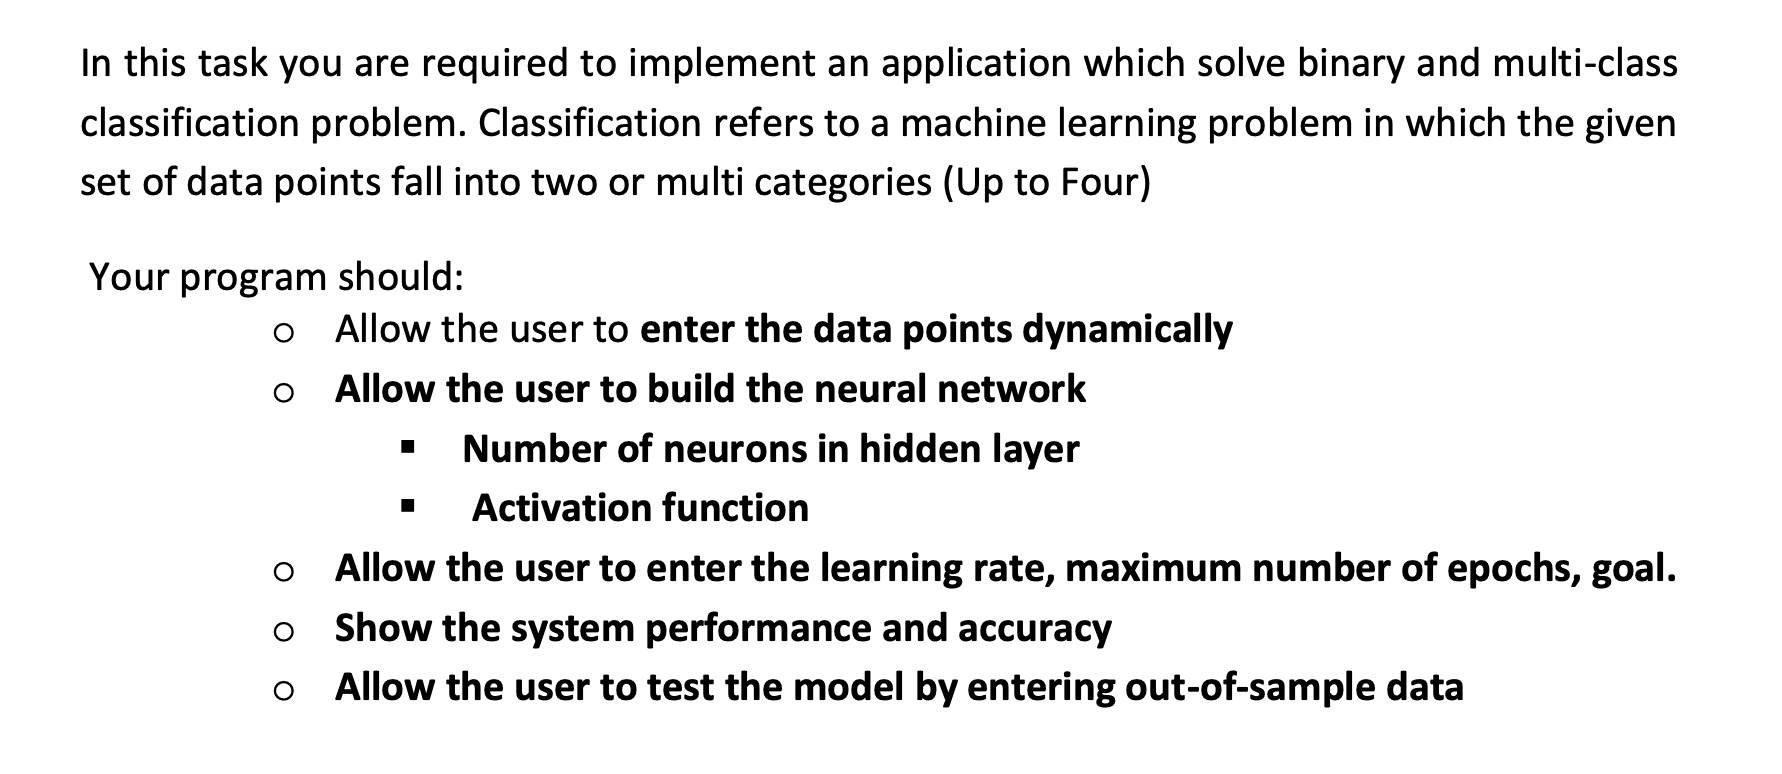 In this task you are required to implement an application which solve binary and multi-class
classification problem. Classification refers to a machine learning problem in which the given
set of data points fall into two or multi categories (Up to Four)
Your program should:
o Allow the user to enter the data points dynamically
o Allow the user to build the neural network
▪ Number of neurons in hidden layer
▪ Activation function
o Allow the user to enter the learning rate, maximum number of epochs, goal.
o Show the system performance and accuracy
o Allow the user to test the model by entering out-of-sample data